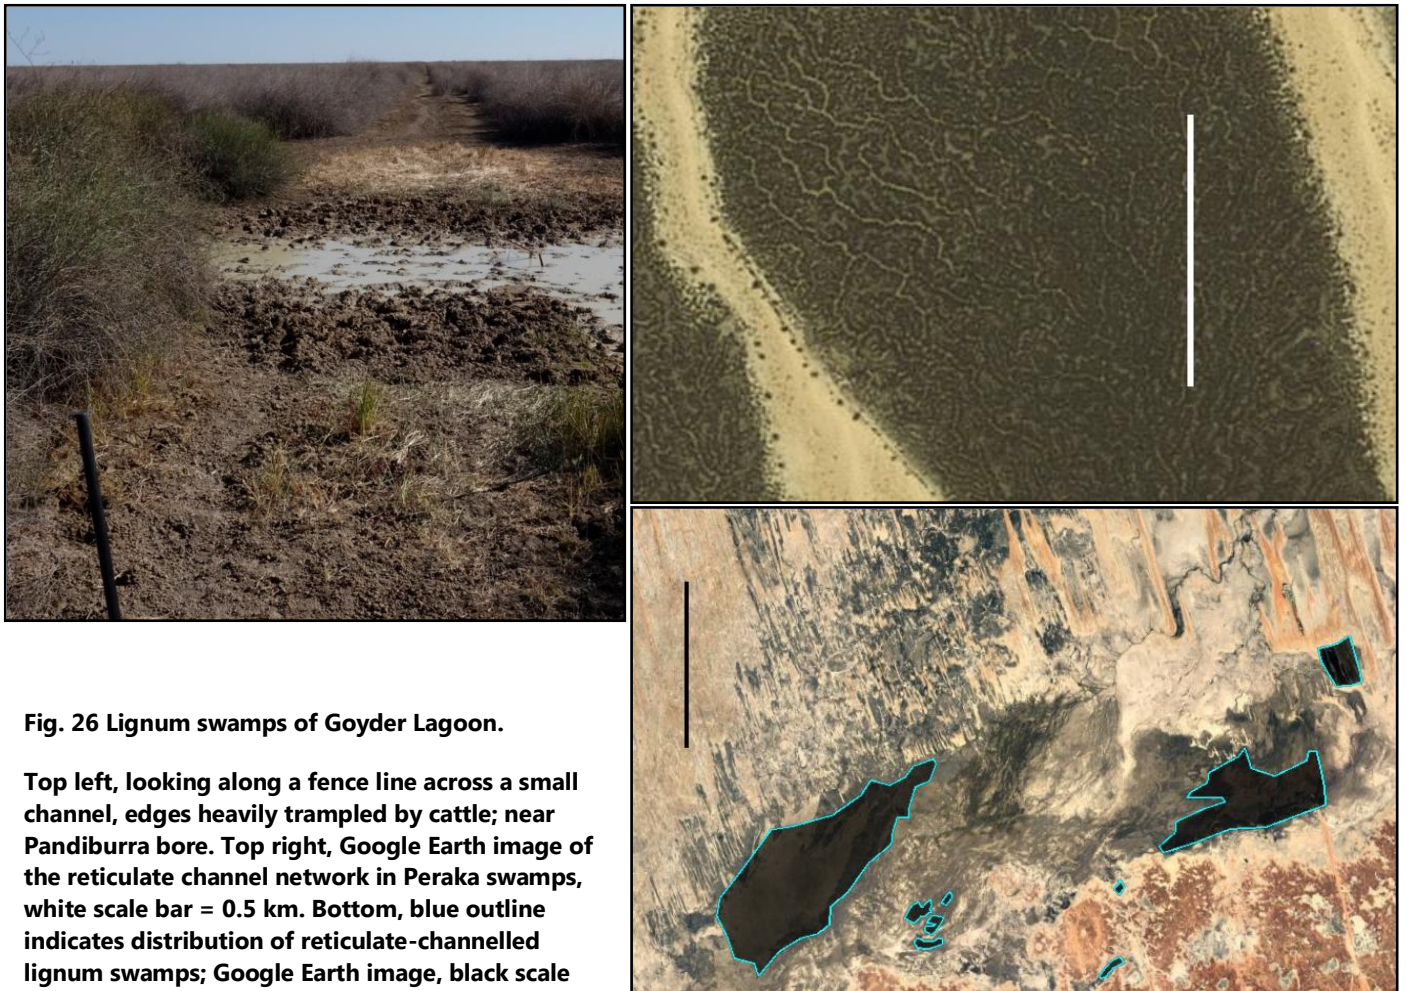 Fig. 26 Lignum swamps of Goyder Lagoon.
Top left, looking along a fence line across a small
channel, edges heavily trampled by cattle; near
Pandiburra bore. Top right, Google Earth image of
the reticulate channel network in Peraka swamps,
white scale bar = 0.5 km. Bottom, blue outline
indicates distribution of reticulate-channelled
lignum swamps; Google Earth image, black scale